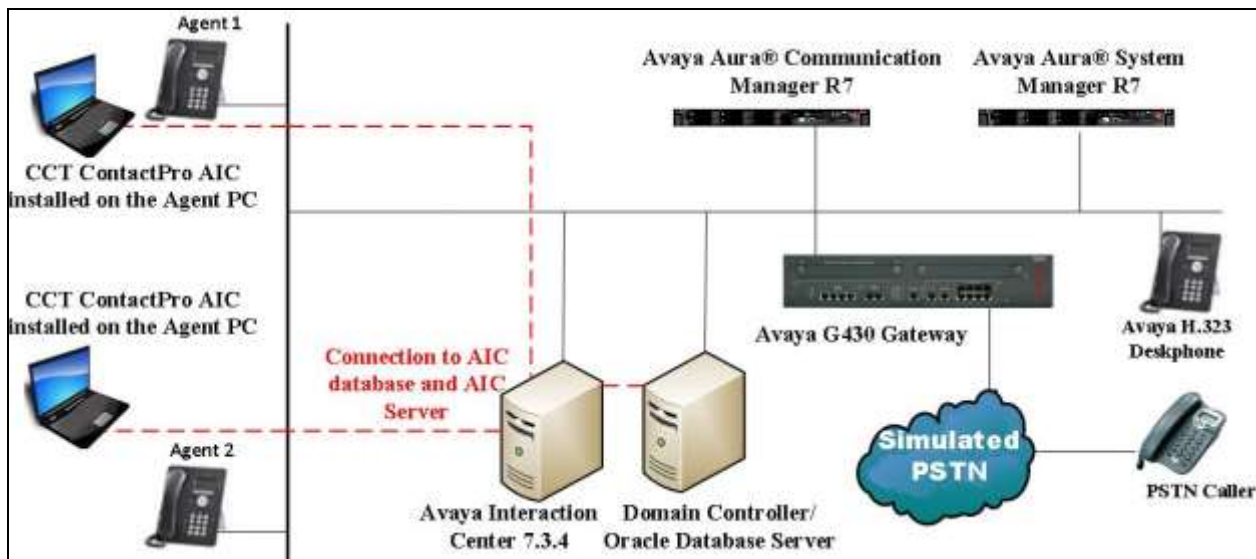 Agent 1
CCT ContactPro AIC
installed on the Agent PC
Avaya Aura® Communication
Manager R7
Avaya Aura® System
Manager R7
CCT ContactPro AIC
installed on the Agent PC
Agent 2
Connection to AIC
database and AIC
Server
Avaya Interaction
Center 7.3.4
Domain Controller/
Oracle Database Server
Avaya G430 Gateway
Avaya H.323
Deskphone
Simulated
PSTN
PSTN Caller